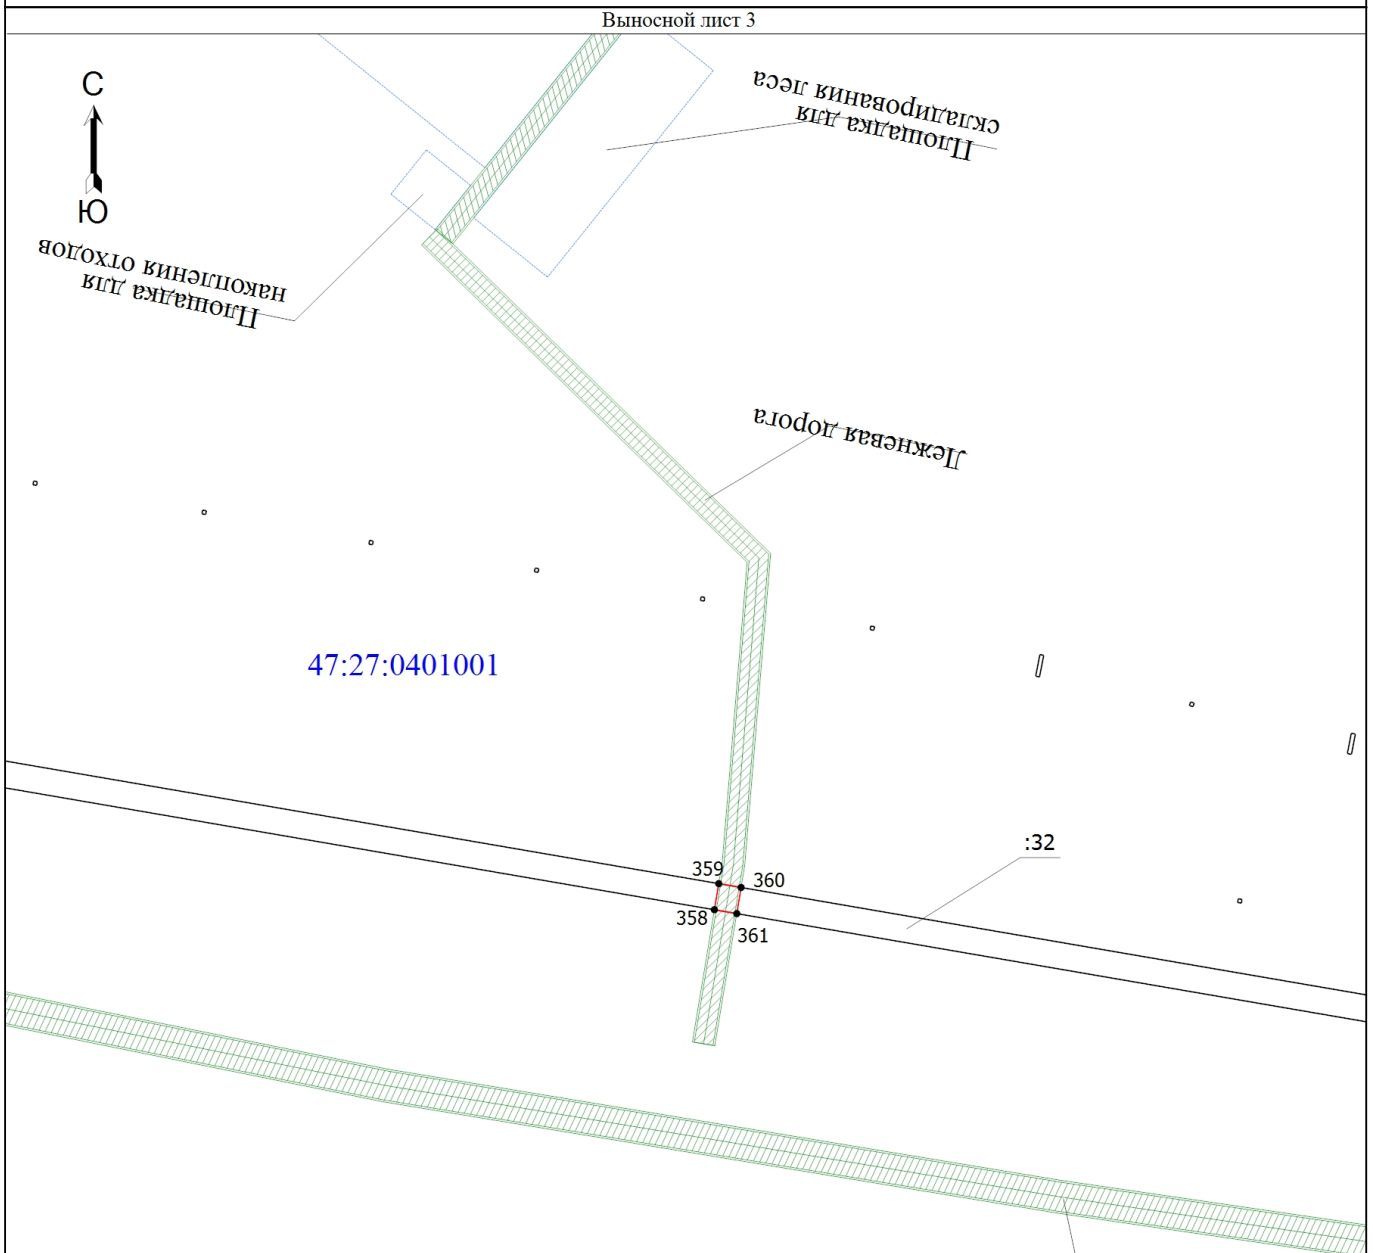 Выносной лист 3
С
Ю
Площадка для
складирования леса
Площадка для
накопления отходов
Лежневая дорога
47:27:0401001
:32
359
360
358
361